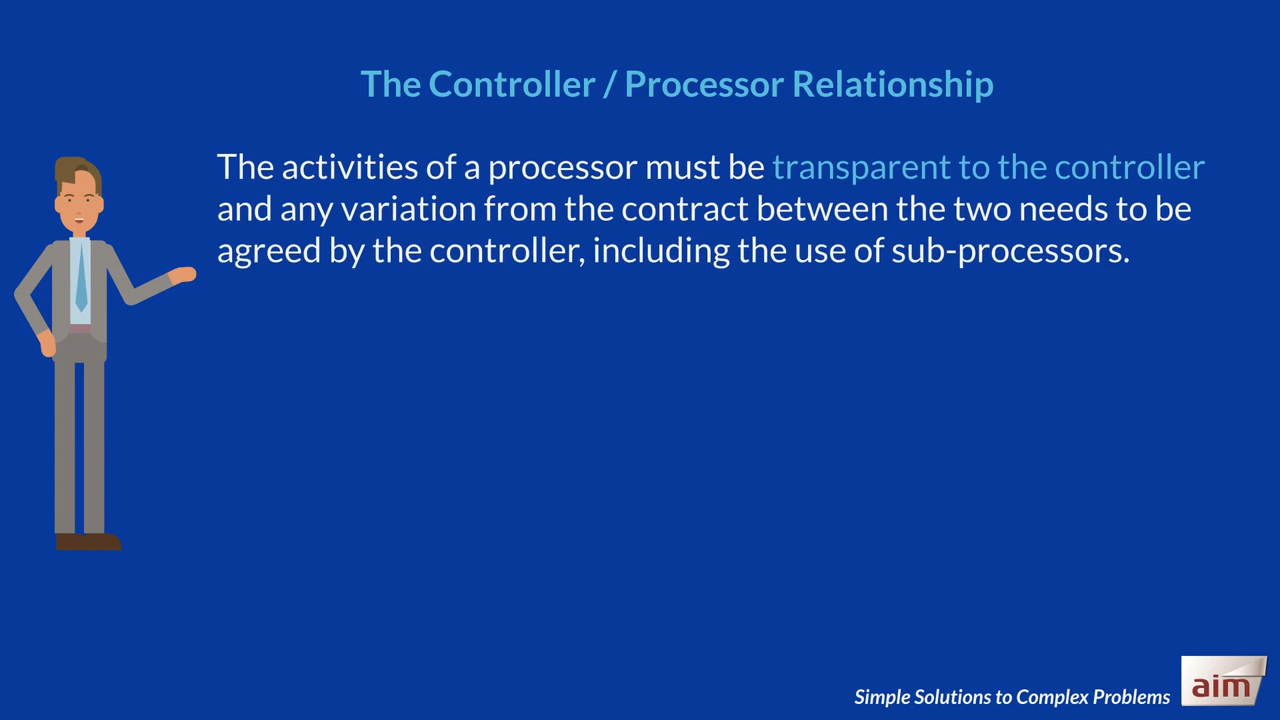 The Controller / Processor Relationship
The activities of a processor must be transparent to the controller
and any variation from the contract between the two needs to be
agreed by the controller, including the use of sub-processors.
Simple Solutions to Complex Problems
aim